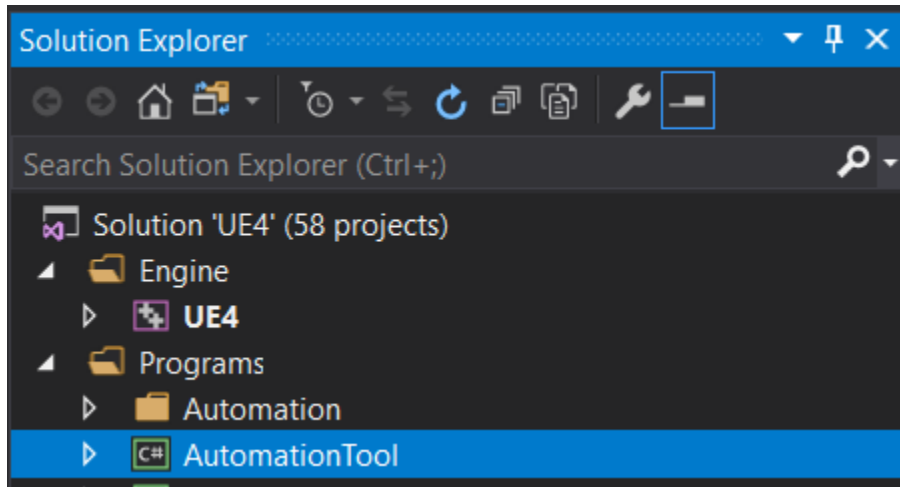 Solution Explorer
Search Solution Explorer (Ctrl+;)
Solution 'UE4' (58 projects)
Engine
UE4
Programs
Automation
C# AutomationTool